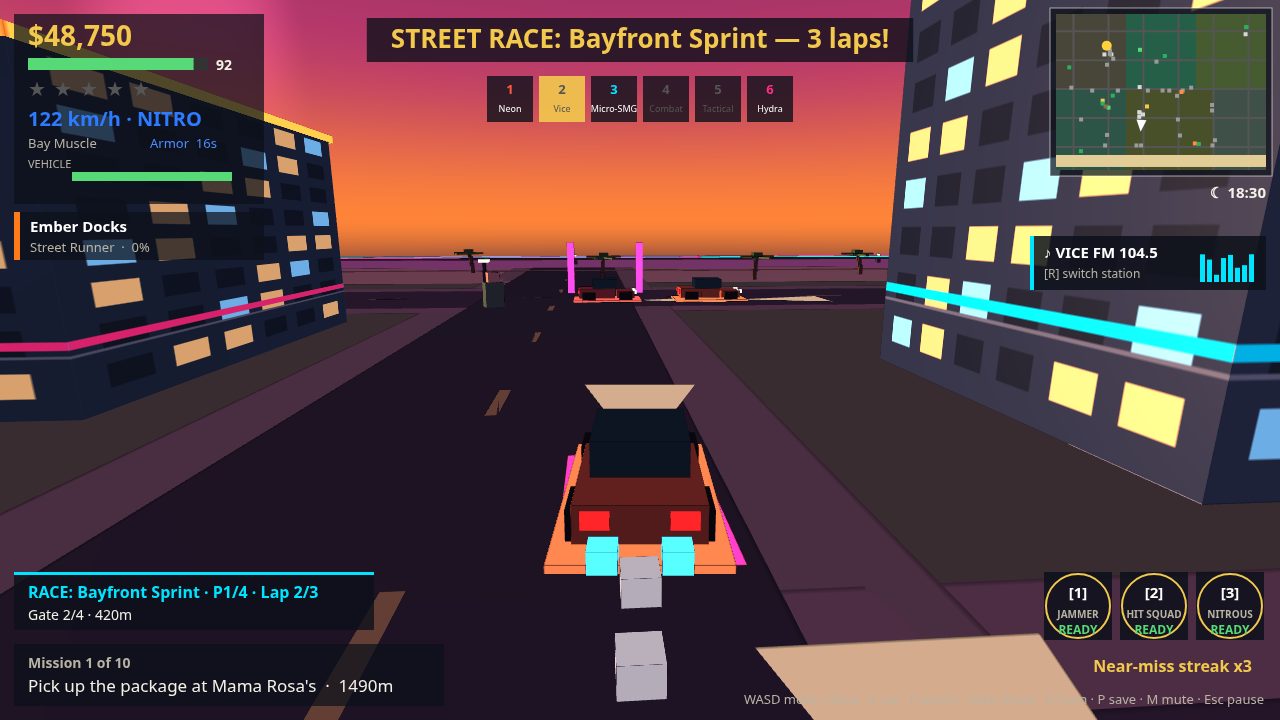 $48,750
92
★★★★★
122 km/h · NITRO
Bay Muscle
Armor 16s
VEHICLE
Ember Docks
Street Runner · 0%
STREET RACE: Bayfront Sprint — 3 laps!
1 Neon
2 Vice
3 Micro-SMG
4 Combat
5 Tactical
6 Hydra
☾ 18:30
♪ VICE FM 104.5
[R] switch station
RACE: Bayfront Sprint · P1/4 · Lap 2/3
Gate 2/4 · 420m
Mission 1 of 10
Pick up the package at Mama Rosa's · 1490m
[1] JAMMER READY
[2] HIT SQUAD READY
[3] NITROUS READY
Near-miss streak x3
WASD · P save · M mute · Esc pause